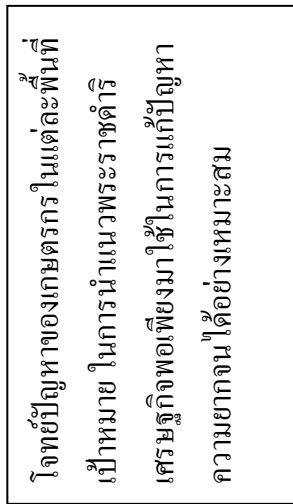 โจทย์ปัญหาของเกษตรกรในแต่ละพื้นที่
เป้าหมาย ในการนำแนวพระราชดำริ
เศรษฐกิจพอเพียงมาใช้ในการแก้ปัญหา
ความยากจนได้อย่างเหมาะสม